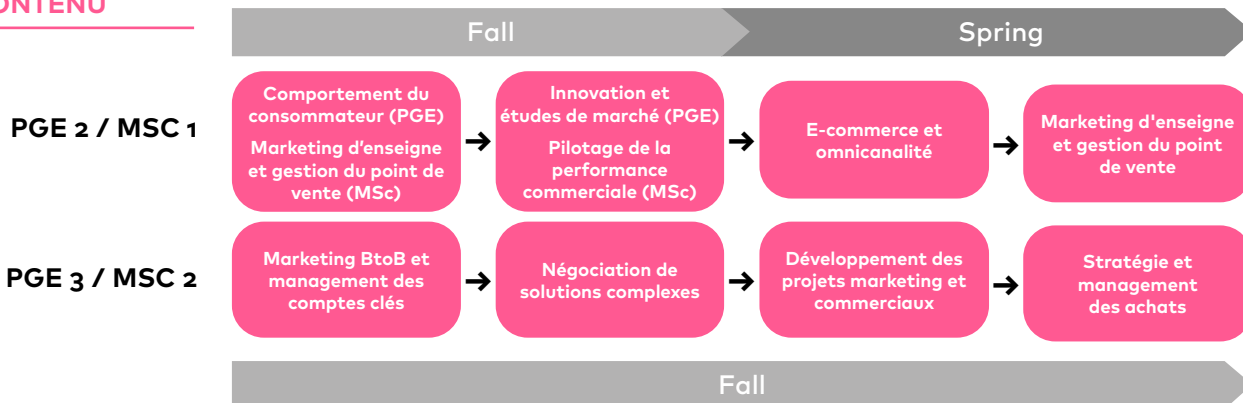 ONTENU
Fall
Spring
PGE 2 / MSC 1
Comportement du
consommateur (PGE)
Marketing d'enseigne
et gestion du point de
vente (MSc)
Innovation et
études de marché (PGE)
Pilotage de la
performance
commerciale (MSc)
E-commerce et
omnicanalité
Marketing d'enseigne
et gestion du point
de vente
PGE 3 / MSC 2
Marketing BtoB et
management des
comptes clés
Négociation de
solutions complexes
Développement des
projets marketing et
commerciaux
Stratégie et
management
des achats
Fall